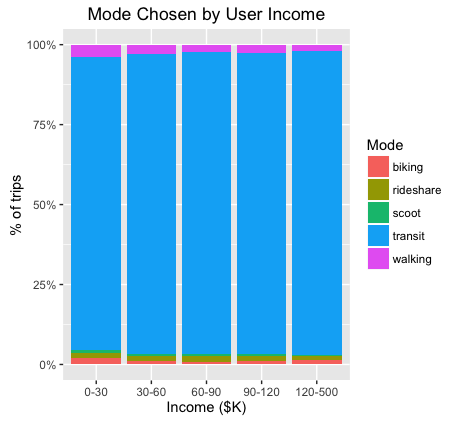 Mode Chosen by User Income
% of trips
100%
75%
50%
25%
0%
0-30 30-60 60-90 90-120 120-500
Income ($K)
Mode
biking
rideshare
scoot
transit
walking